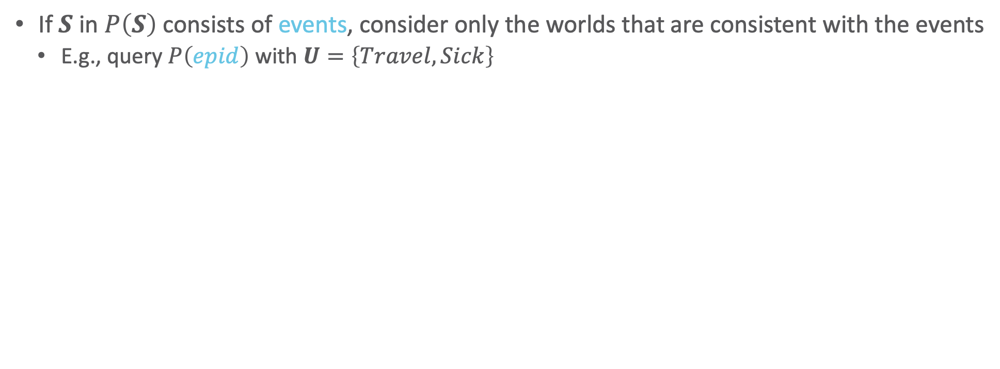 • If S in P(S) consists of events, consider only the worlds that are consistent with the events
• E.g., query P(epid) with U = {Travel, Sick}